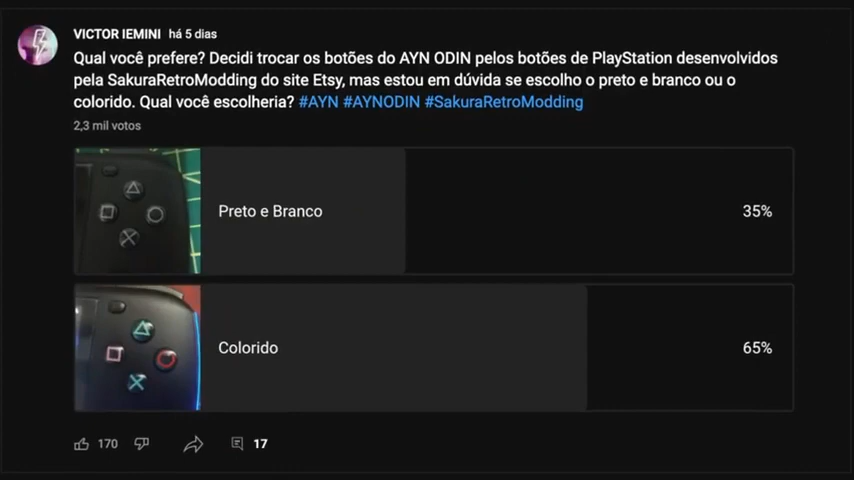 VICTOR IEMINI há 5 dias
Qual você prefere? Decidi trocar os botões do AYN ODIN pelos botões de PlayStation desenvolvidos
pela SakuraRetroModding do site Etsy, mas estou em dúvida se escolho o preto e branco ou o
colorido. Qual você escolheria? #AYN #AYNODIN #SakuraRetroModding
2,3 mil votos
Preto e Branco 35%
Colorido 65%
170 17